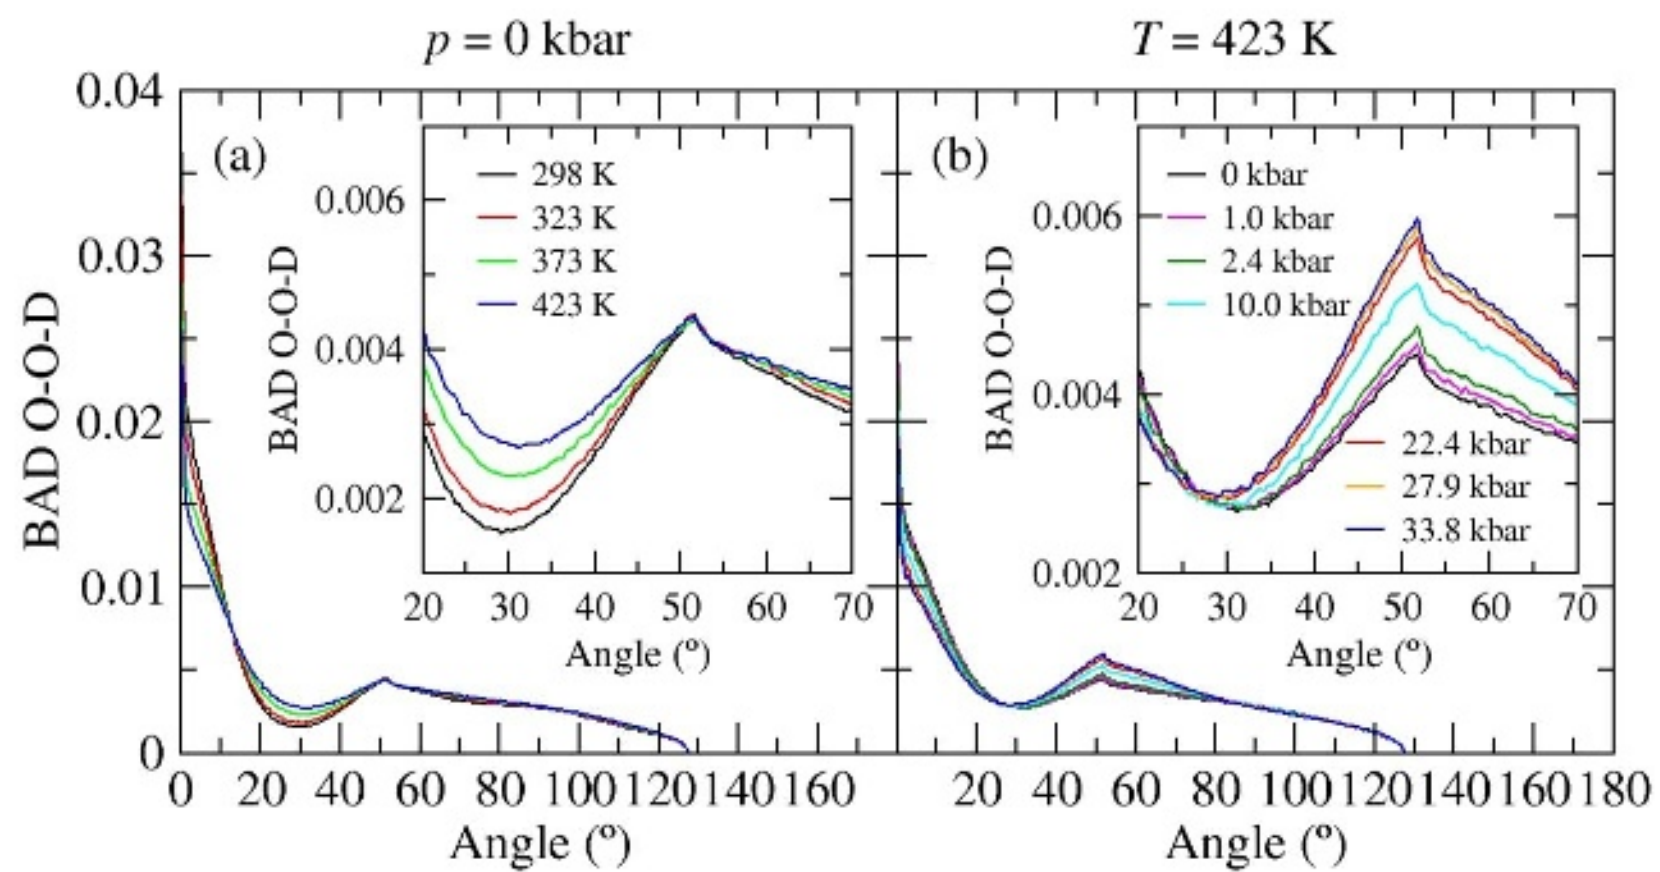 p = 0 kbar
T = 423 K
BAD O-O-D
0.04
0.03
0.02
0.01
0
(a)
298 K
323 K
373 K
423 K
BAD O-O-D
0.006
0.004
0.002
20 30 40 50 60 70
Angle (º)
0 20 40 60 80 100 120 140 160
Angle (º)
(b)
0 kbar
1.0 kbar
2.4 kbar
10.0 kbar
22.4 kbar
27.9 kbar
33.8 kbar
BAD O-O-D
0.006
0.004
0.002
20 30 40 50 60 70
Angle (º)
20 40 60 80 100 120 140 160 180
Angle (º)